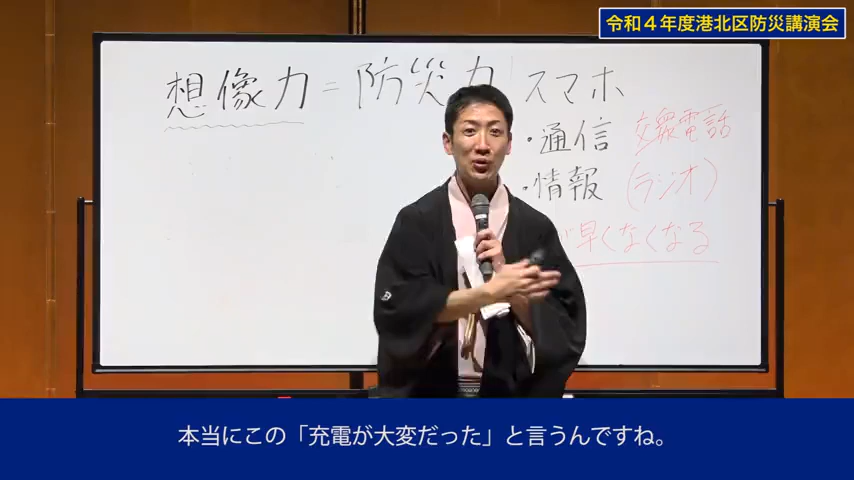 令和４年度港北区防災講演会
想像力＝防災力
スマホ
・通信 公衆電話
・情報 (ラジオ)
早くなくなる
本当にこの「充電が大変だった」と言うんですね。